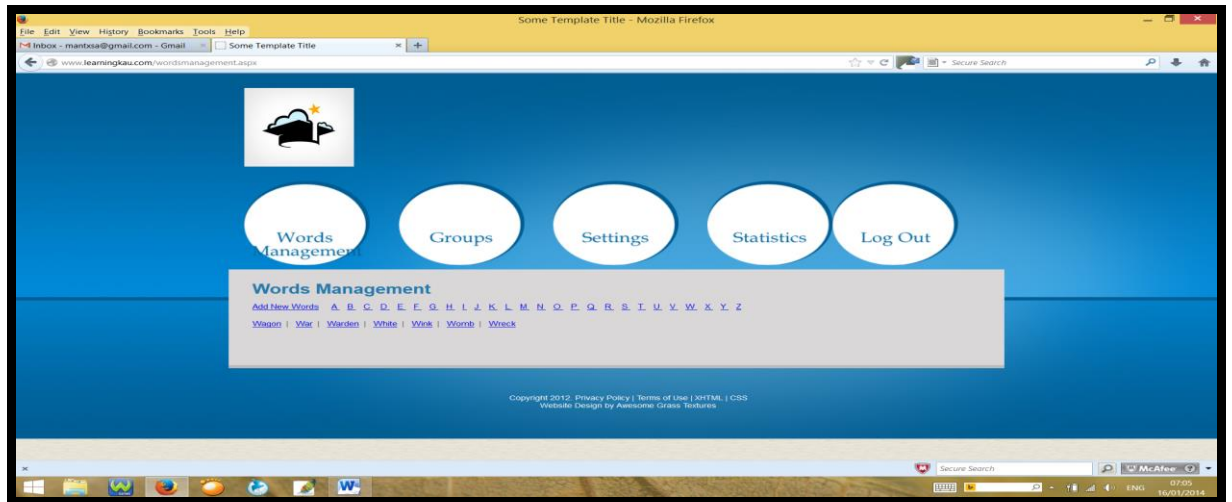 Some Template Title - Mozilla Firefox
File Edit View History Bookmarks Tools Help
Inbox - mantxsa@gmail.com - Gmail × Some Template Title × +
www.learningkau.com/wordsmanagement.aspx Secure Search
Words Management Groups Settings Statistics Log Out
Words Management
Add New Words A B C D E F G H I J K L M N O P Q R S T U V W X Y Z
Wagon | War | Warden | White | Wink | Womb | Wreck
Copyright 2012. Privacy Policy | Terms of Use | XHTML | CSS
Website Design by Awesome Grass Textures
× Secure Search McAfee
ENG 07:05
16/01/2014